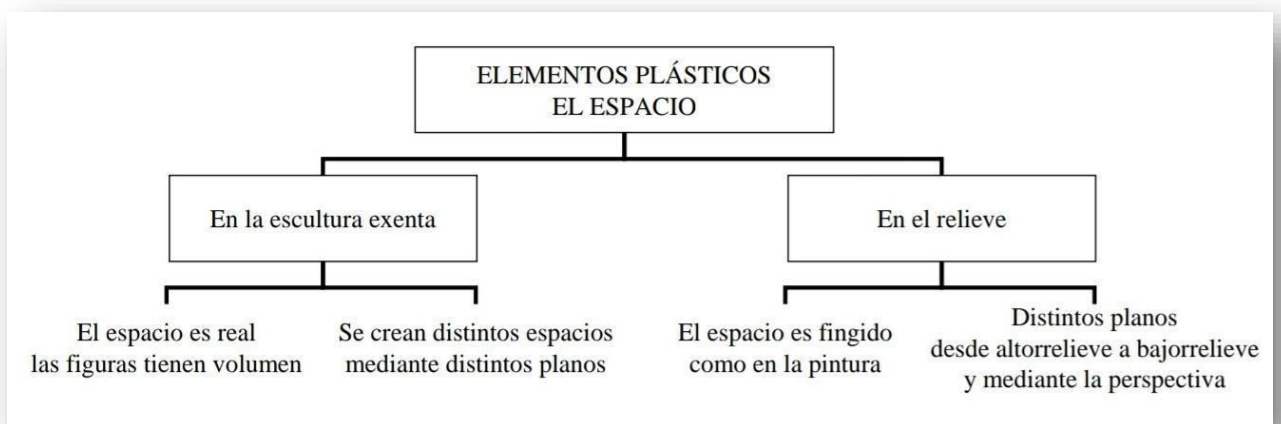 ELEMENTOS PLÁSTICOS
EL ESPACIO
En la escultura exenta
En el relieve
El espacio es real
las figuras tienen volumen
Se crean distintos espacios
mediante distintos planos
El espacio es fingido
como en la pintura
Distintos planos
desde altorrelieve a bajorrelieve
y mediante la perspectiva